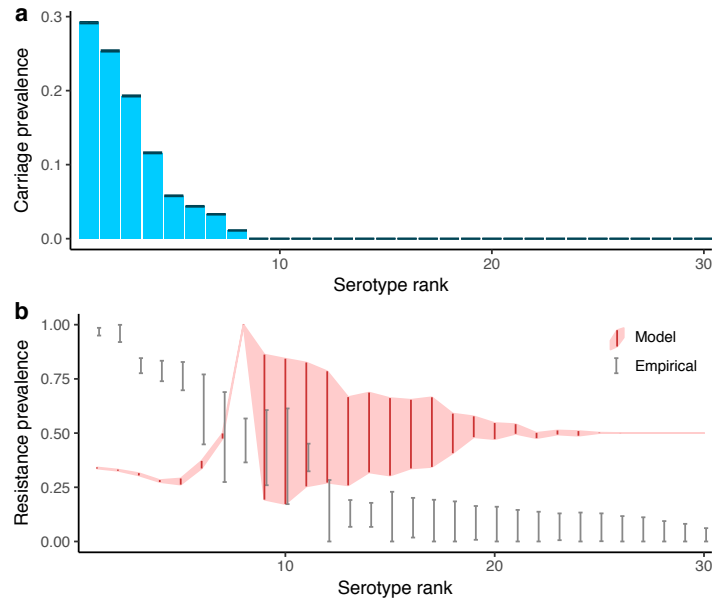 a
0.3
0.2
0.1
0.0
Carriage prevalence
10
20
30
Serotype rank
b
1.00
0.75
0.50
0.25
0.00
Resistance prevalence
Model
Empirical
10
20
30
Serotype rank